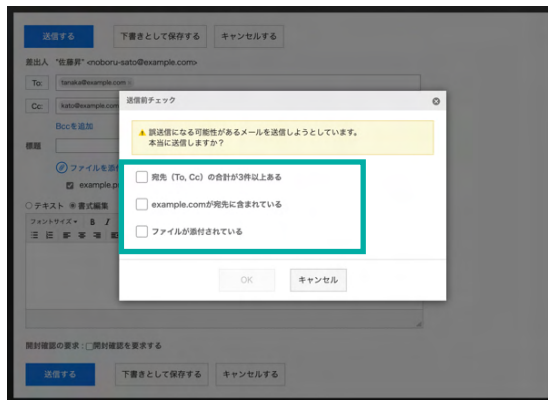 送信する 下書きとして保存する キャンセルする
差出人 "佐藤昇" <noboru-sato@example.com>
To: tanaka@example.com ×
Cc: kato@example.com
Bccを追加
標題
ファイルを添
example.p
テキスト 書式編集
フォントサイズ B I
送信前チェック
誤送信になる可能性があるメールを送信しようとしています。
本当に送信しますか？
宛先（To, Cc）の合計が3件以上ある
example.comが宛先に含まれている
ファイルが添付されている
OK キャンセル
開封確認の要求：開封確認を要求する
送信する 下書きとして保存する キャンセルする